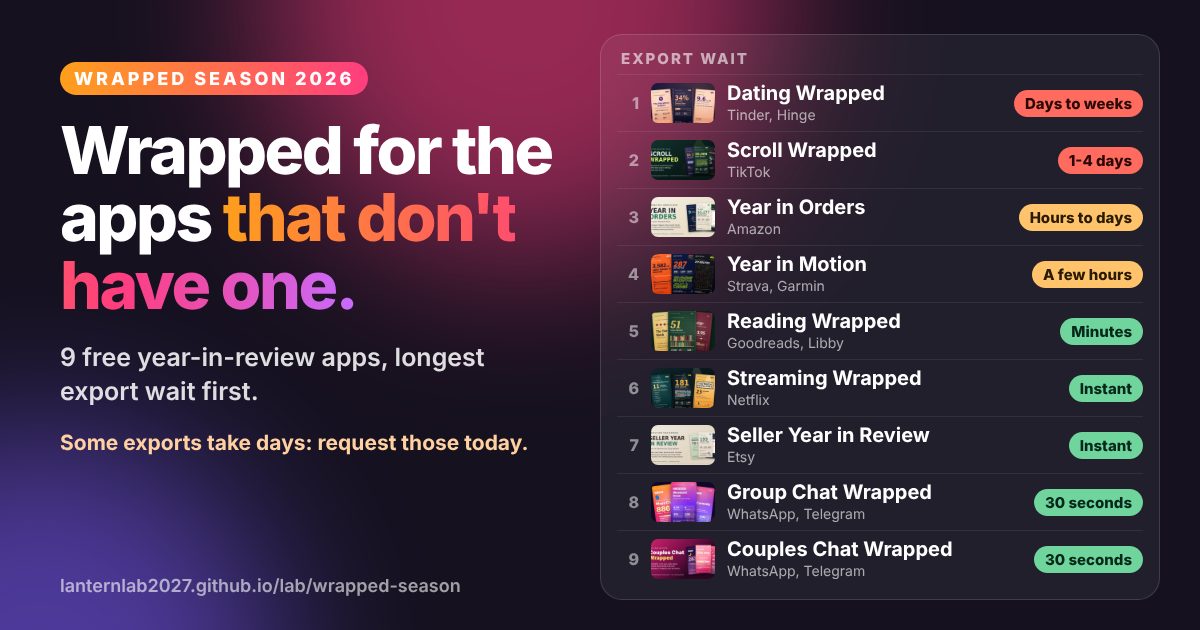 WRAPPED SEASON 2026
Wrapped for the
apps that don't
have one.
9 free year-in-review apps, longest
export wait first.
Some exports take days: request those today.
lanternlab2027.github.io/lab/wrapped-season
EXPORT WAIT
1 Dating Wrapped Days to weeks
Tinder, Hinge
2 Scroll Wrapped 1-4 days
TikTok
3 Year in Orders Hours to days
Amazon
4 Year in Motion A few hours
Strava, Garmin
5 Reading Wrapped Minutes
Goodreads, Libby
6 Streaming Wrapped Instant
Netflix
7 Seller Year in Review Instant
Etsy
8 Group Chat Wrapped 30 seconds
WhatsApp, Telegram
9 Couples Chat Wrapped 30 seconds
WhatsApp, Telegram